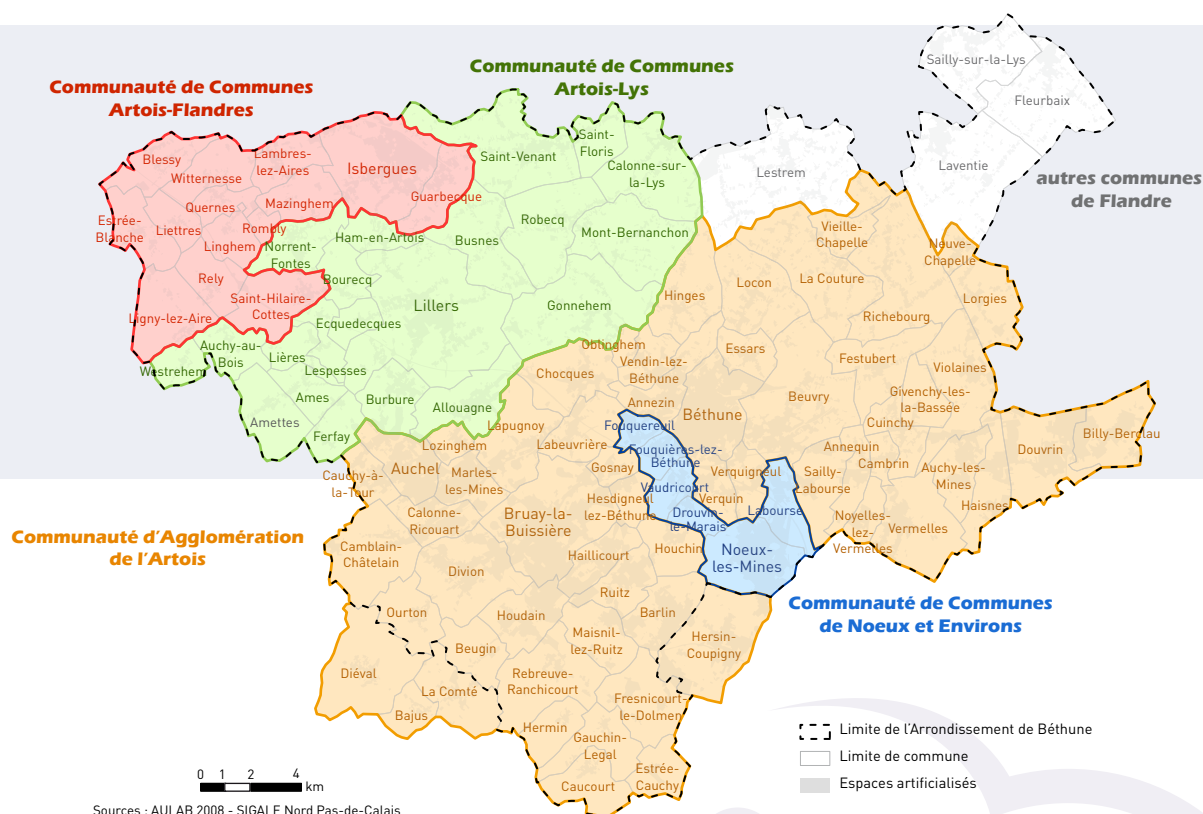 Communauté de Communes
Artois-Flandres
Communauté de Communes
Artois-Lys
autres communes
de Flandre
Communauté d'Agglomération
de l'Artois
Communauté de Communes
de Noeux et Environs
Sailly-sur-la-Lys
Fleurbaix
Laventie
Lestrem
Blessy
Witternesse
Lambres-
lez-Aires
Isbergues
Guarbecque
Quernes
Mazinghem
Estrée-
Blanche
Liettres
Rombly
Linghem
Rely
Saint-Hilaire-
Cottes
Ligny-lez-Aire
Saint-Venant
Saint-
Floris
Calonne-sur-
la-Lys
Robecq
Mont-Bernanchon
Busnes
Ham-en-Artois
Norrent-
Fontes
Bourecq
Lillers
Gonnehem
Ecquedecques
Auchy-au-
Bois
Westrehem
Lières
Lespesses
Ames
Amettes
Burbure
Allouagne
Ferfay
Vieille-
Chapelle
Neuve-
Chapelle
Locon
La Couture
Lorgies
Hinges
Richebourg
Oblinghem
Essars
Vendin-lez-
Béthune
Festubert
Violaines
Chocques
Givenchy-les-
la-Bassée
Annezin
Béthune
Beuvry
Cuinchy
Lapugnoy
Fouquereuil
Labeuvrière
Fouquières-lez-
Béthune
Annequin
Cambrin
Douvrin
Billy-Berclau
Lozinghem
Auchel
Marles-
les-Mines
Gosnay
Verquigneul
Sailly-
Labourse
Auchy-les-
Mines
Cauchy-à-
la-Tour
Vaudricourt
Verquin
Hesdigneul
lez-Béthune
Drouvin-
le-Marais
Labourse
Haisnes
Calonne-
Ricouart
Bruay-la-
Buissière
Noyelles-
lez-
Vermelles
Vermelles
Camblain-
Châtelain
Haillicourt
Houchin
Noeux-
les-Mines
Divion
Ruitz
Ourton
Houdain
Barlin
Maisnil-
lez-Ruitz
Hersin-
Coupigny
Beugin
Diéval
La Comté
Rebreuve-
Ranchicourt
Fresnicourt-
le-Dolmen
Bajus
Hermin
Gauchin-
Legal
Estrée-
Cauchy
Caucourt
Limite de l'Arrondissement de Béthune
Limite de commune
Espaces artificialisés
0 1 2 4
km
Sources : AULAB 2008 - SIGALE Nord Pas-de-Calais